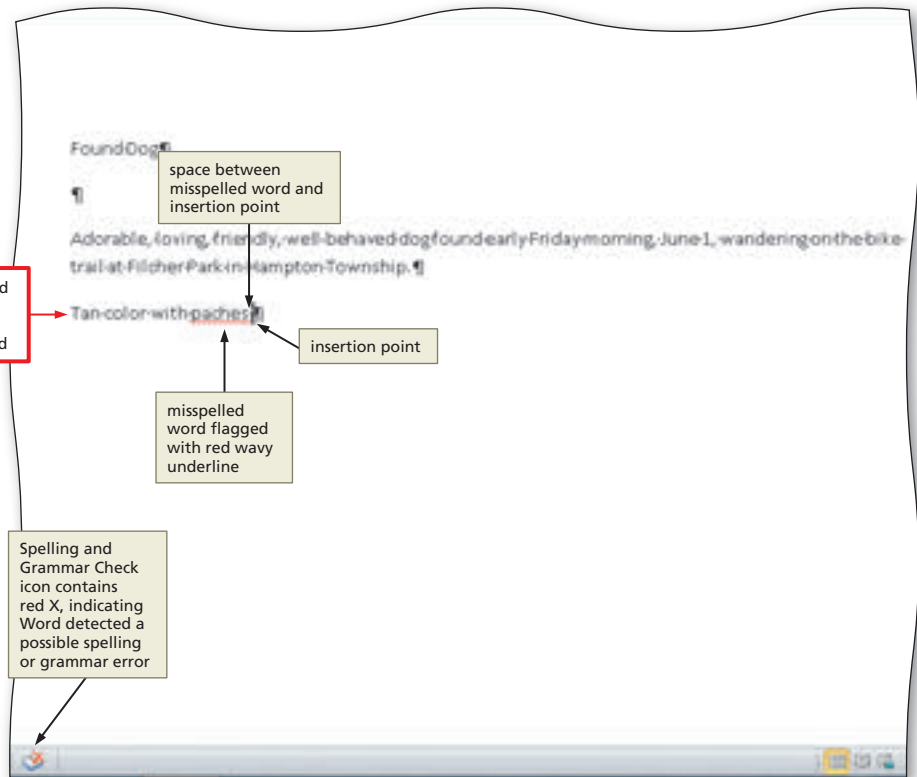 Found Dog¶
space between
misspelled word and
insertion point
¶
Adorable, loving, friendly, well-behaved dog found early Friday morning, June 1, wandering on the bike
trail at Filcher Park in Hampton Township. ¶
d
Tan color with paches ¶
d
insertion point
misspelled
word flagged
with red wavy
underline
Spelling and
Grammar Check
icon contains
red X, indicating
Word detected a
possible spelling
or grammar error